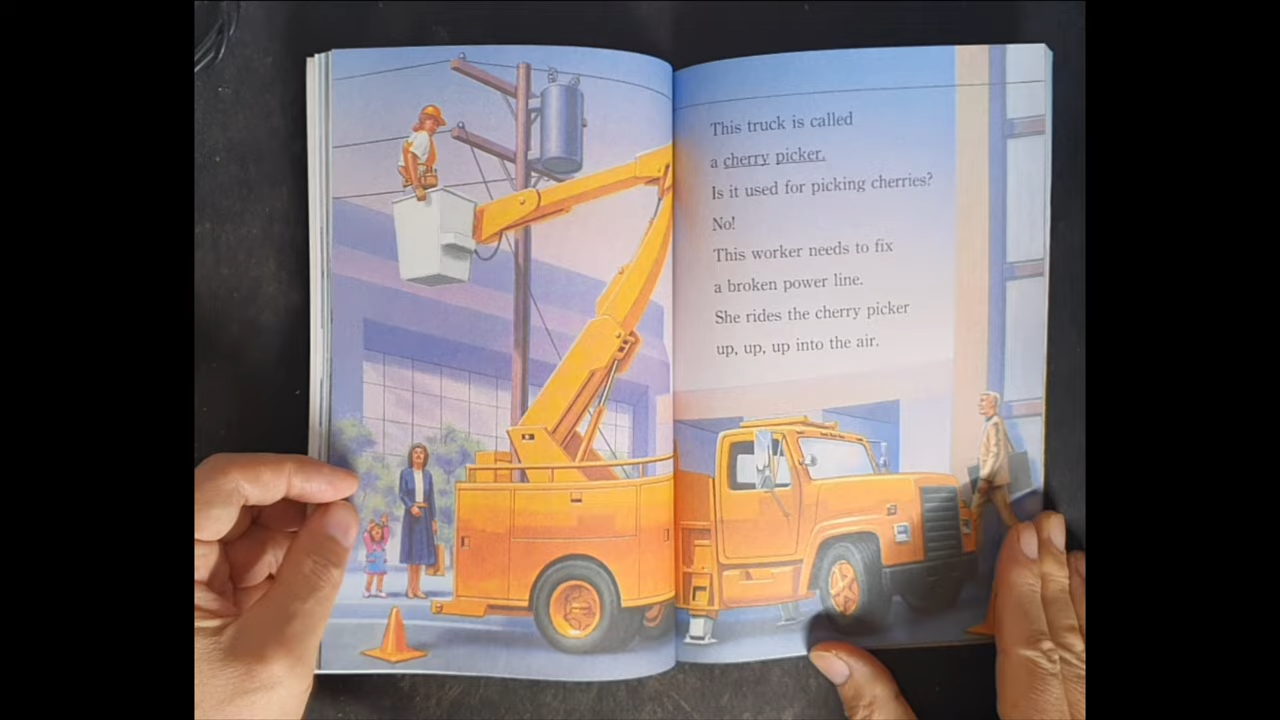 This truck is called
a cherry picker.
Is it used for picking cherries?
No!
This worker needs to fix
a broken power line.
She rides the cherry picker
up, up, up into the air.